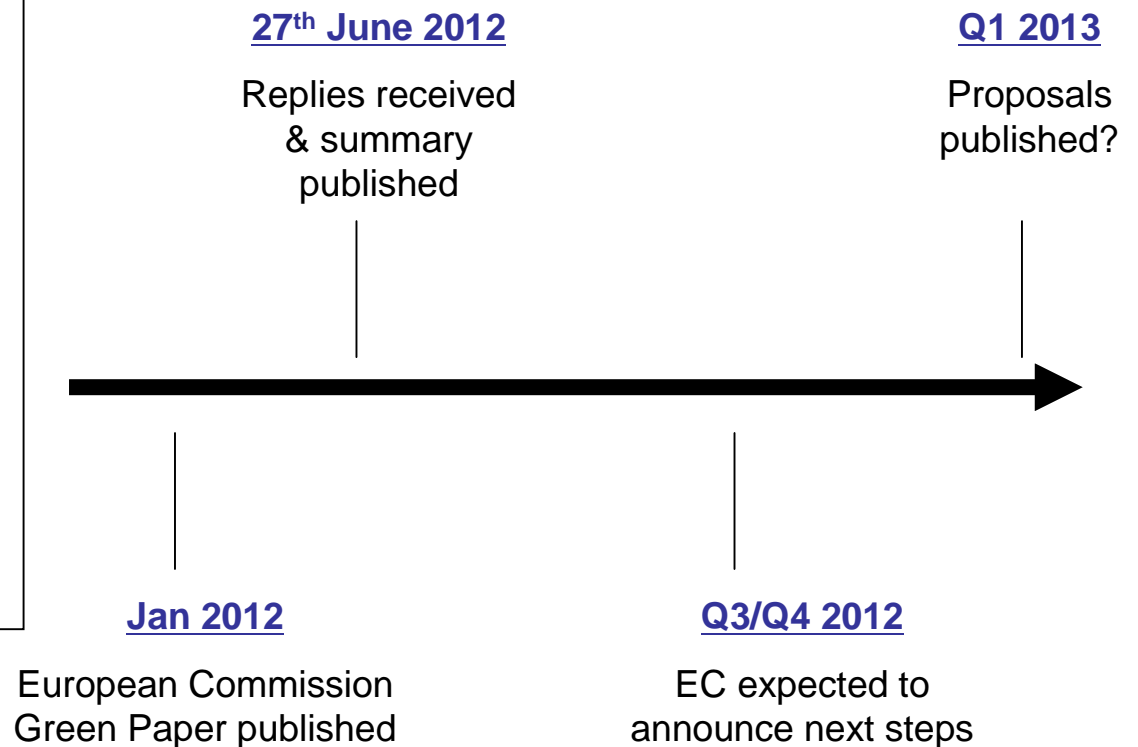 27th June 2012
Replies received
& summary
published
Q1 2013
Proposals
published?
Jan 2012
European Commission
Green Paper published
Q3/Q4 2012
EC expected to
announce next steps